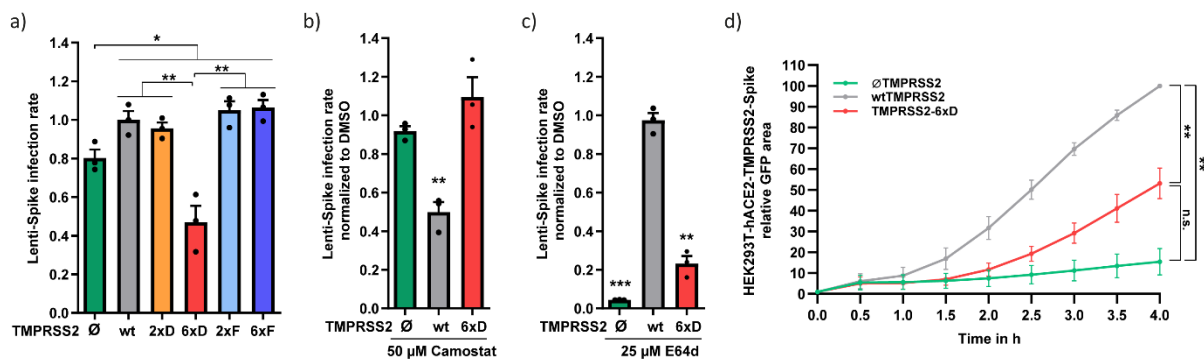 a)
Lenti-Spike infection rate
1.4
1.2
1.0
0.8
0.6
0.4
0.2
0.0
*
**
**
TMPRSS2 Ø wt 2xD 6xD 2xF 6xF
b)
Lenti-Spike infection rate
normalized to DMSO
1.4
1.2
1.0
0.8
0.6
0.4
0.2
0.0
**
TMPRSS2 Ø wt 6xD
50 µM Camostat
c)
Lenti-Spike infection rate
normalized to DMSO
1.4
1.2
1.0
0.8
0.6
0.4
0.2
0.0
***
**
TMPRSS2 Ø wt 6xD
25 µM E64d
d)
HEK293T-hACE2-TMPRSS2-Spike
relative GFP area
110
100
90
80
70
60
50
40
30
20
10
0
ØTMPRSS2
wtTMPRSS2
TMPRSS2-6xD
**
**
n.s.
0.0 0.5 1.0 1.5 2.0 2.5 3.0 3.5 4.0
Time in h